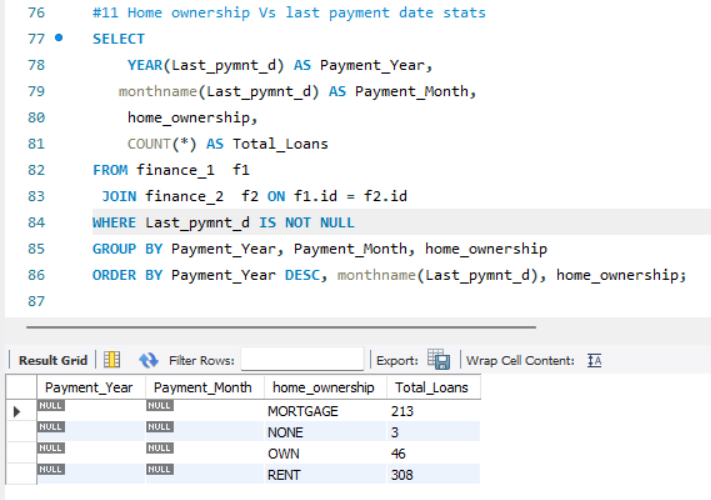 76 #11 Home ownership Vs last payment date stats
77 SELECT
78 YEAR(Last_pymnt_d) AS Payment_Year,
79 monthname(Last_pymnt_d) AS Payment_Month,
80 home_ownership,
81 COUNT(*) AS Total_Loans
82 FROM finance_1 f1
83 JOIN finance_2 f2 ON f1.id = f2.id
84 WHERE Last_pymnt_d IS NOT NULL
85 GROUP BY Payment_Year, Payment_Month, home_ownership
86 ORDER BY Payment_Year DESC, monthname(Last_pymnt_d), home_ownership;
87
Result Grid Filter Rows: Export: Wrap Cell Content: IA
Payment_Year Payment_Month home_ownership Total_Loans
NULL NULL MORTGAGE 213
NULL NULL NONE 3
NULL NULL OWN 46
NULL NULL RENT 308